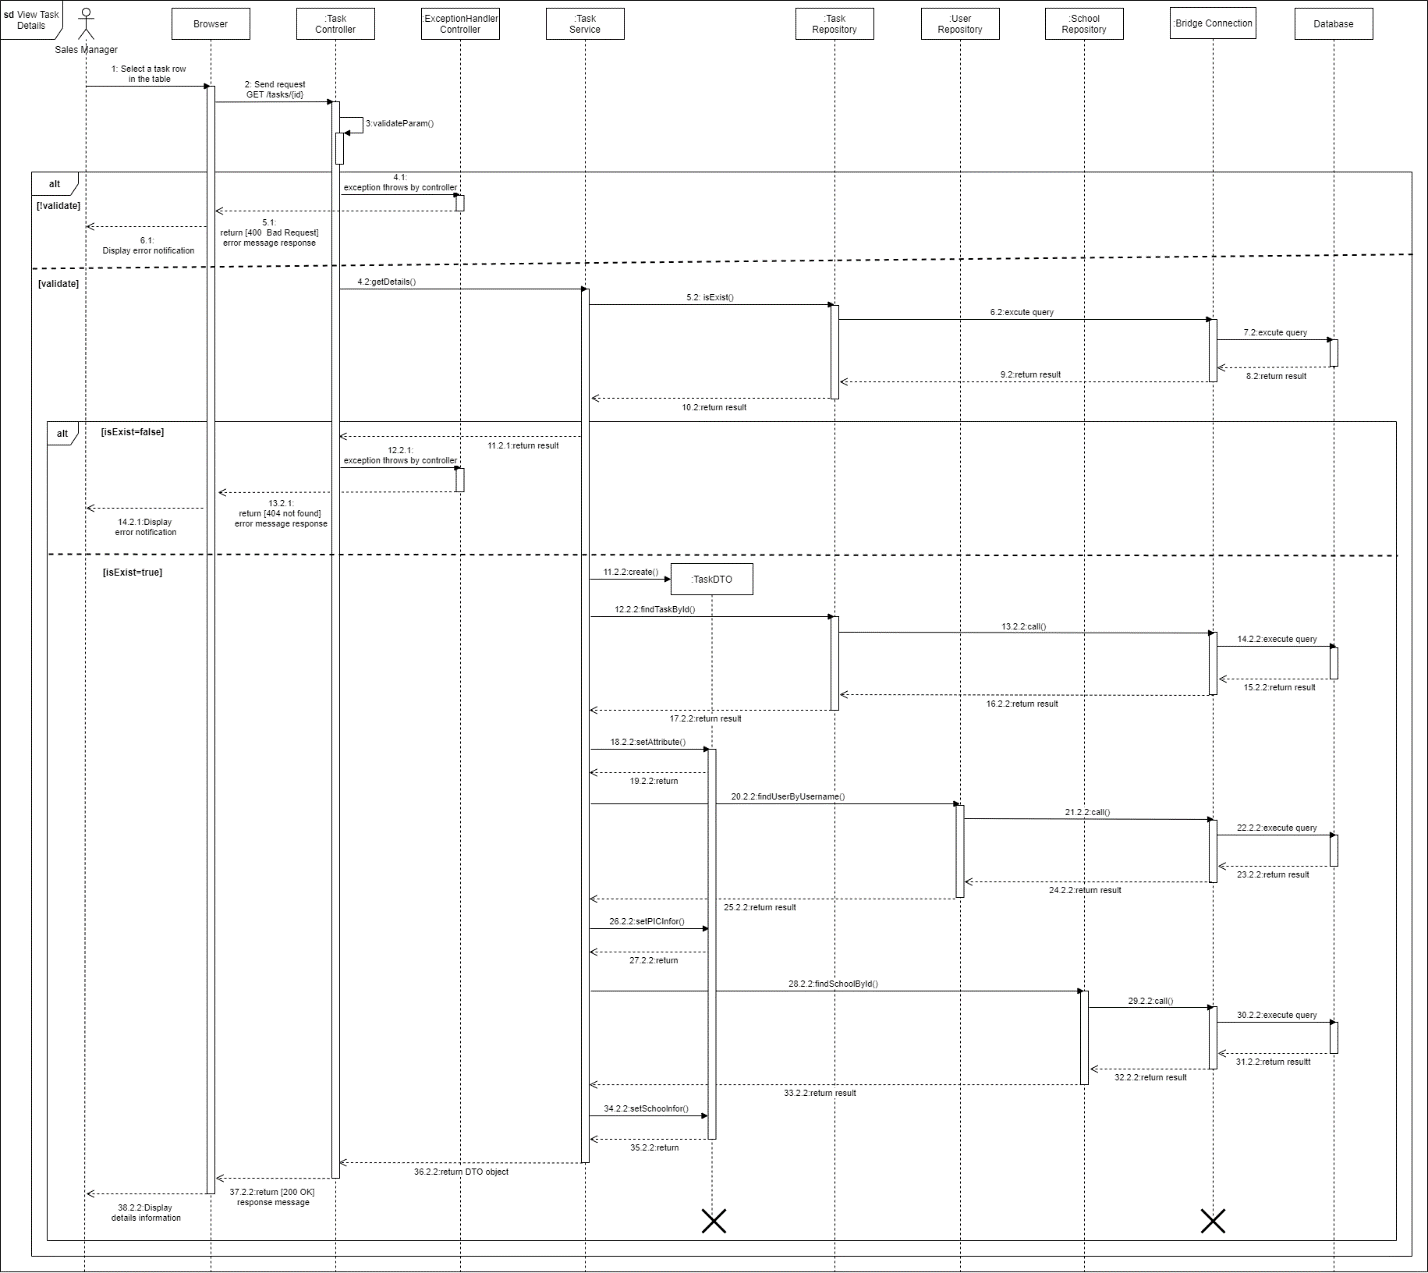 sd View Task
Details
Sales Manager
Browser
:Task
Controller
:ExceptionHandler
Controller
:Task
Service
:Task
Repository
:User
Repository
:School
Repository
:Bridge Connection
Database
1: Select a task row
in the table
2: Send request
GET /tasks/{id}
3:validateParam()
alt
[!validate]
4.1:
exception throws by controller
5.1:
return [400 Bad Request]
error message response
6.1:
Display error notification
[validate]
4.2:getDetails()
5.2: isExist()
6.2:excute query
7.2:excute query
8.2:return result
9.2:return result
10.2:return result
alt
[isExist=false]
11.2.1:return result
12.2.1:
exception throws by controller
13.2.1:
return [404 not found]
error message response
14.2.1:Display
error notification
[isExist=true]
11.2.2:create()
:TaskDTO
12.2.2:findTaskById()
13.2.2:call()
14.2.2:execute query
15.2.2:return result
16.2.2:return result
17.2.2:return result
18.2.2:setAttribute()
19.2.2:return
20.2.2:findUserByUsername()
21.2.2:call()
22.2.2:execute query
23.2.2:return result
24.2.2:return result
25.2.2:return result
26.2.2:setPICInfor()
27.2.2:return
28.2.2:findSchoolById()
29.2.2:call()
30.2.2:execute query
31.2.2:return resultt
32.2.2:return result
33.2.2:return result
34.2.2:setSchoolnfor()
35.2.2:return
36.2.2:return DTO object
37.2.2:return [200 OK]
response message
38.2.2:Display
details information